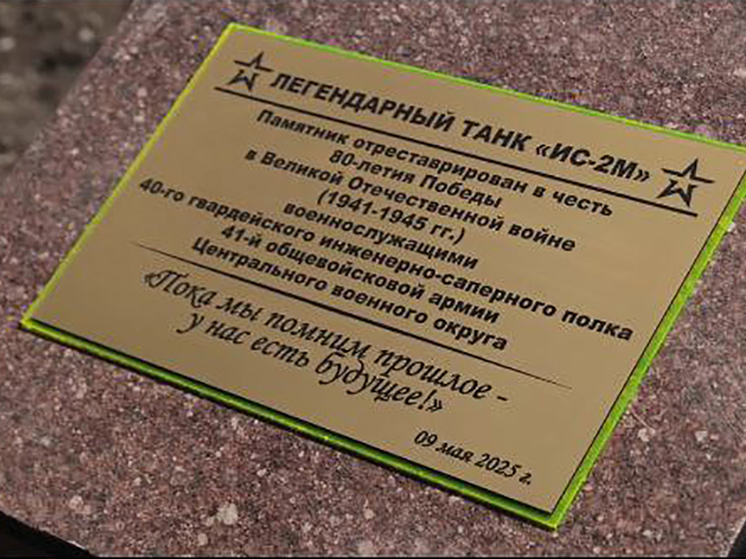 ЛЕГЕНДАРНЫЙ ТАНК «ИС-2М»
Памятник отреставрирован в честь
80-летия Победы
в Великой Отечественной войне
(1941-1945 гг.)
военнослужащими
40-го гвардейского инженерно-саперного полка
41-й общевойсковой армии
Центрального военного округа
«Пока мы помним прошлое -
у нас есть будущее!»
09 мая 2025 г.